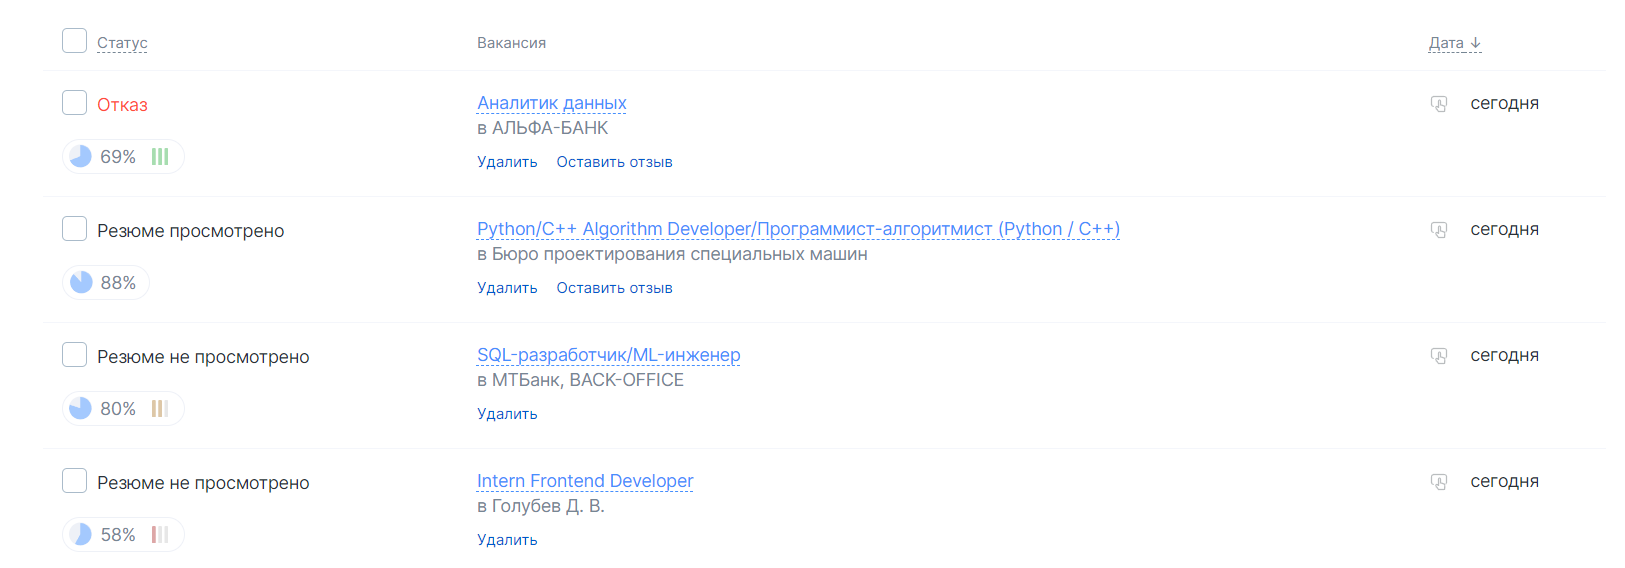 Статус Вакансия Дата ↓
Отказ Аналитик данных сегодня
в АЛЬФА-БАНК
69% Удалить Оставить отзыв
Резюме просмотрено Python/C++ Algorithm Developer/Программист-алгоритмист (Python / C++) сегодня
в Бюро проектирования специальных машин
88% Удалить Оставить отзыв
Резюме не просмотрено SQL-разработчик/ML-инженер сегодня
в МТБанк, BACK-OFFICE
80% Удалить
Резюме не просмотрено Intern Frontend Developer сегодня
в Голубев Д. В.
58% Удалить